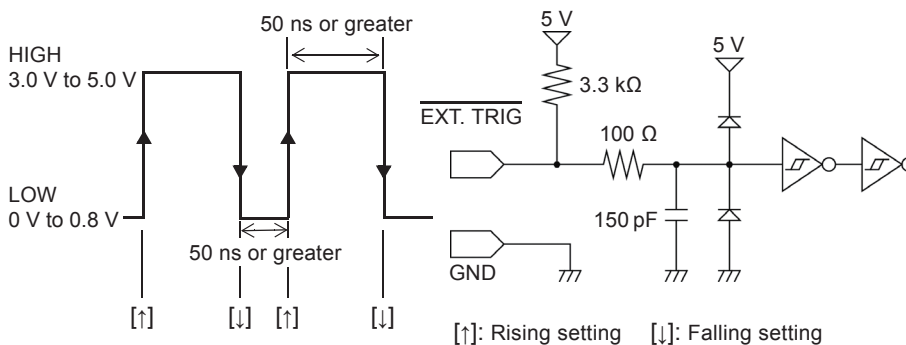 50 ns or greater
HIGH
3.0 V to 5.0 V
LOW
0 V to 0.8 V
50 ns or greater
[↑]
[↓]
[↑]
[↓]
5 V
3.3 kΩ
EXT. TRIG
100 Ω
5 V
150 pF
GND
[↑]: Rising setting
[↓]: Falling setting